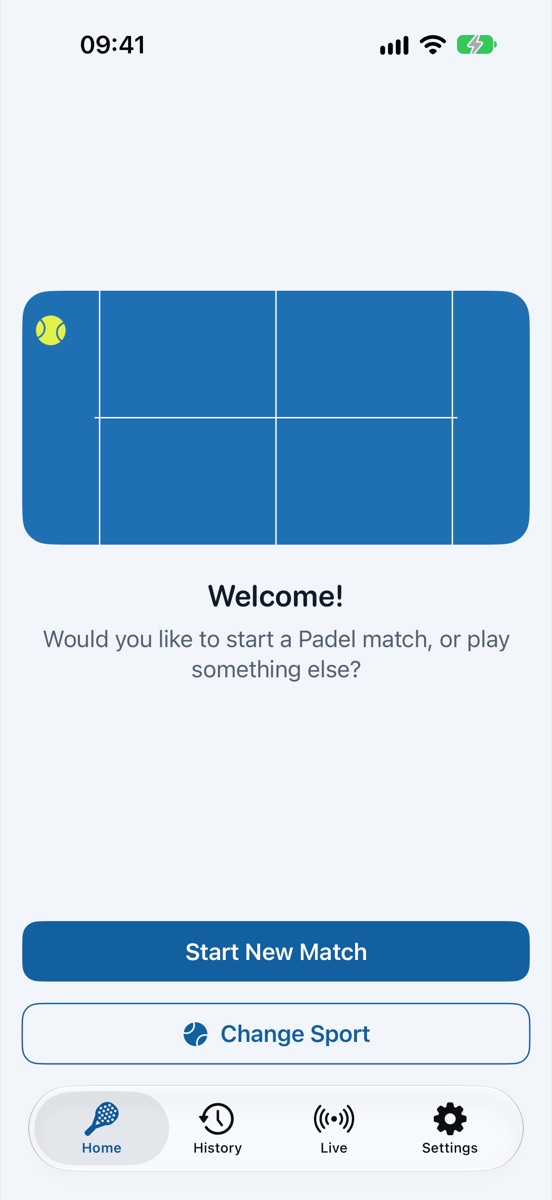 09:41
Welcome!
Would you like to start a Padel match, or play
something else?
Start New Match
Change Sport
Home
History
Live
Settings